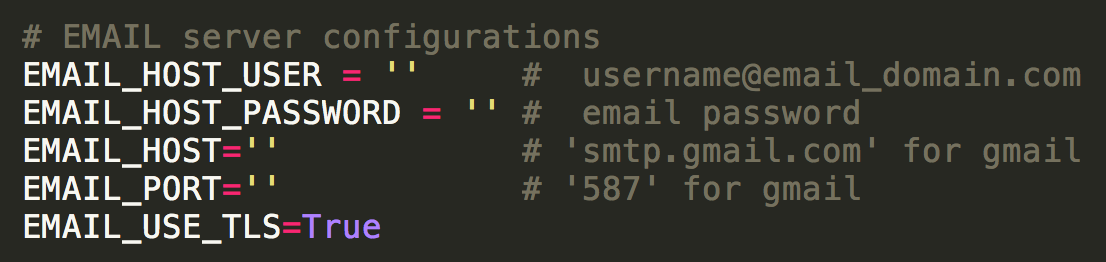 # EMAIL server configurations
EMAIL_HOST_USER = ''     #  username@email_domain.com
EMAIL_HOST_PASSWORD = '' #  email password
EMAIL_HOST=''            # 'smtp.gmail.com' for gmail
EMAIL_PORT=''            # '587' for gmail
EMAIL_USE_TLS=True